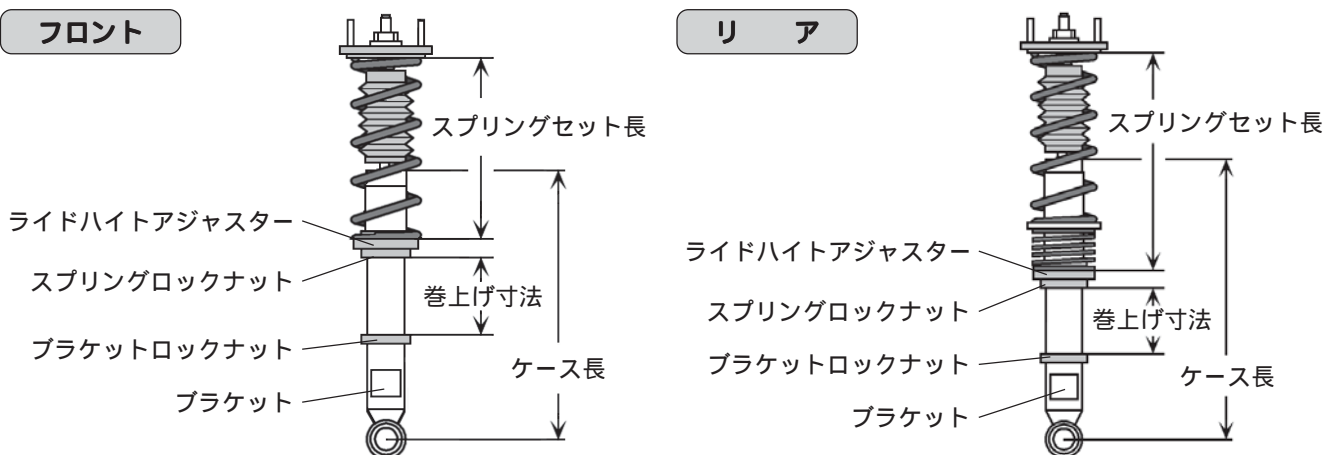 フロント
スプリングセット長
ライドハイトアジャスター
スプリングロックナット
巻上げ寸法
ブラケットロックナット
ケース長
ブラケット
リ ア
スプリングセット長
ライドハイトアジャスター
スプリングロックナット
巻上げ寸法
ブラケットロックナット
ケース長
ブラケット